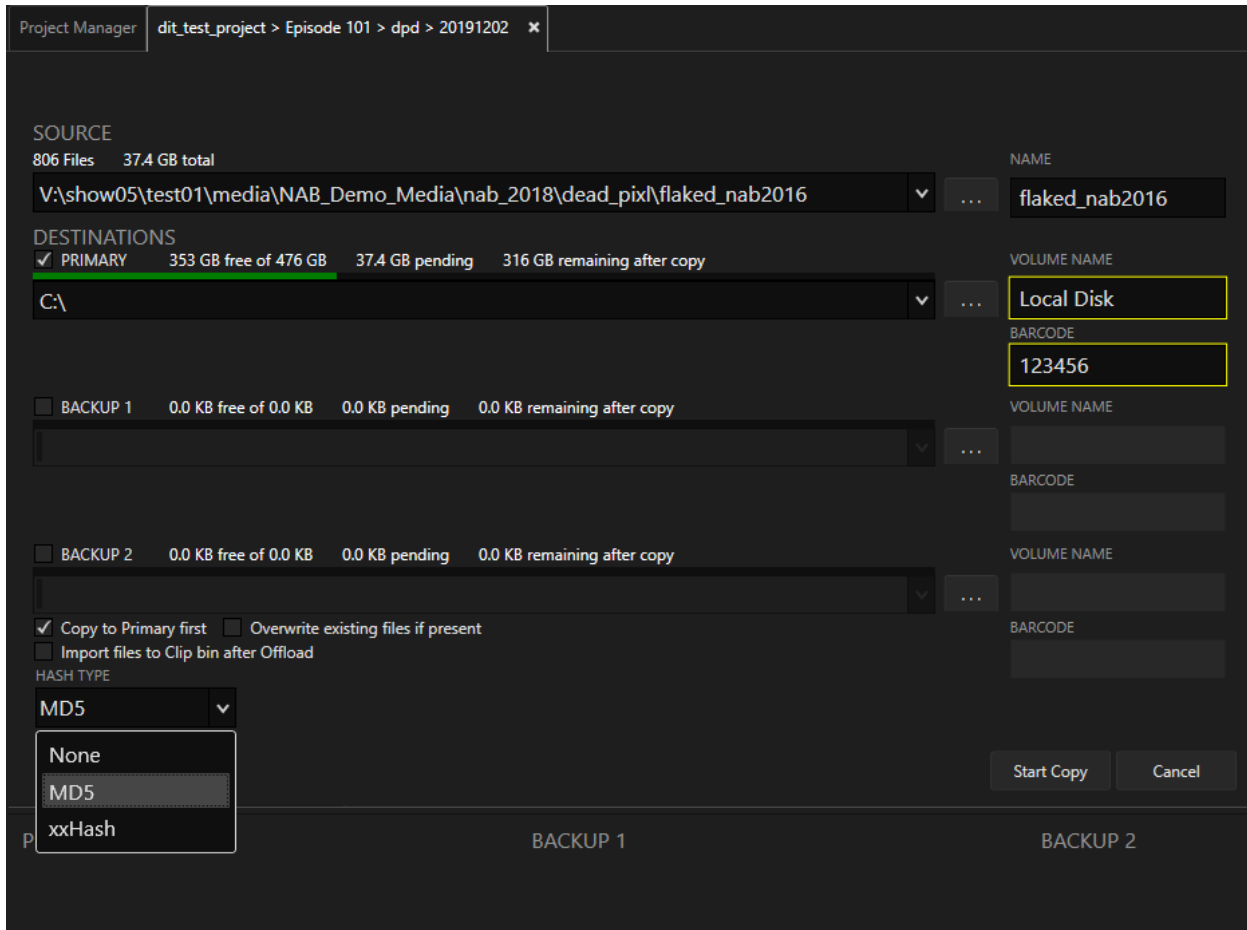 Project Manager
dit_test_project > Episode 101 > dpd > 20191202 ×
SOURCE
806 Files 37.4 GB total
NAME
V:\show05\test01\media\NAB_Demo_Media\nab_2018\dead_pixl\flaked_nab2016
...
flaked_nab2016
DESTINATIONS
PRIMARY 353 GB free of 476 GB 37.4 GB pending 316 GB remaining after copy
VOLUME NAME
C:\
...
Local Disk
BARCODE
123456
BACKUP 1 0.0 KB free of 0.0 KB 0.0 KB pending 0.0 KB remaining after copy
VOLUME NAME
...
BARCODE
BACKUP 2 0.0 KB free of 0.0 KB 0.0 KB pending 0.0 KB remaining after copy
VOLUME NAME
...
Copy to Primary first Overwrite existing files if present
BARCODE
Import files to Clip bin after Offload
HASH TYPE
MD5
None
MD5
xxHash
Start Copy Cancel
P
BACKUP 1
BACKUP 2